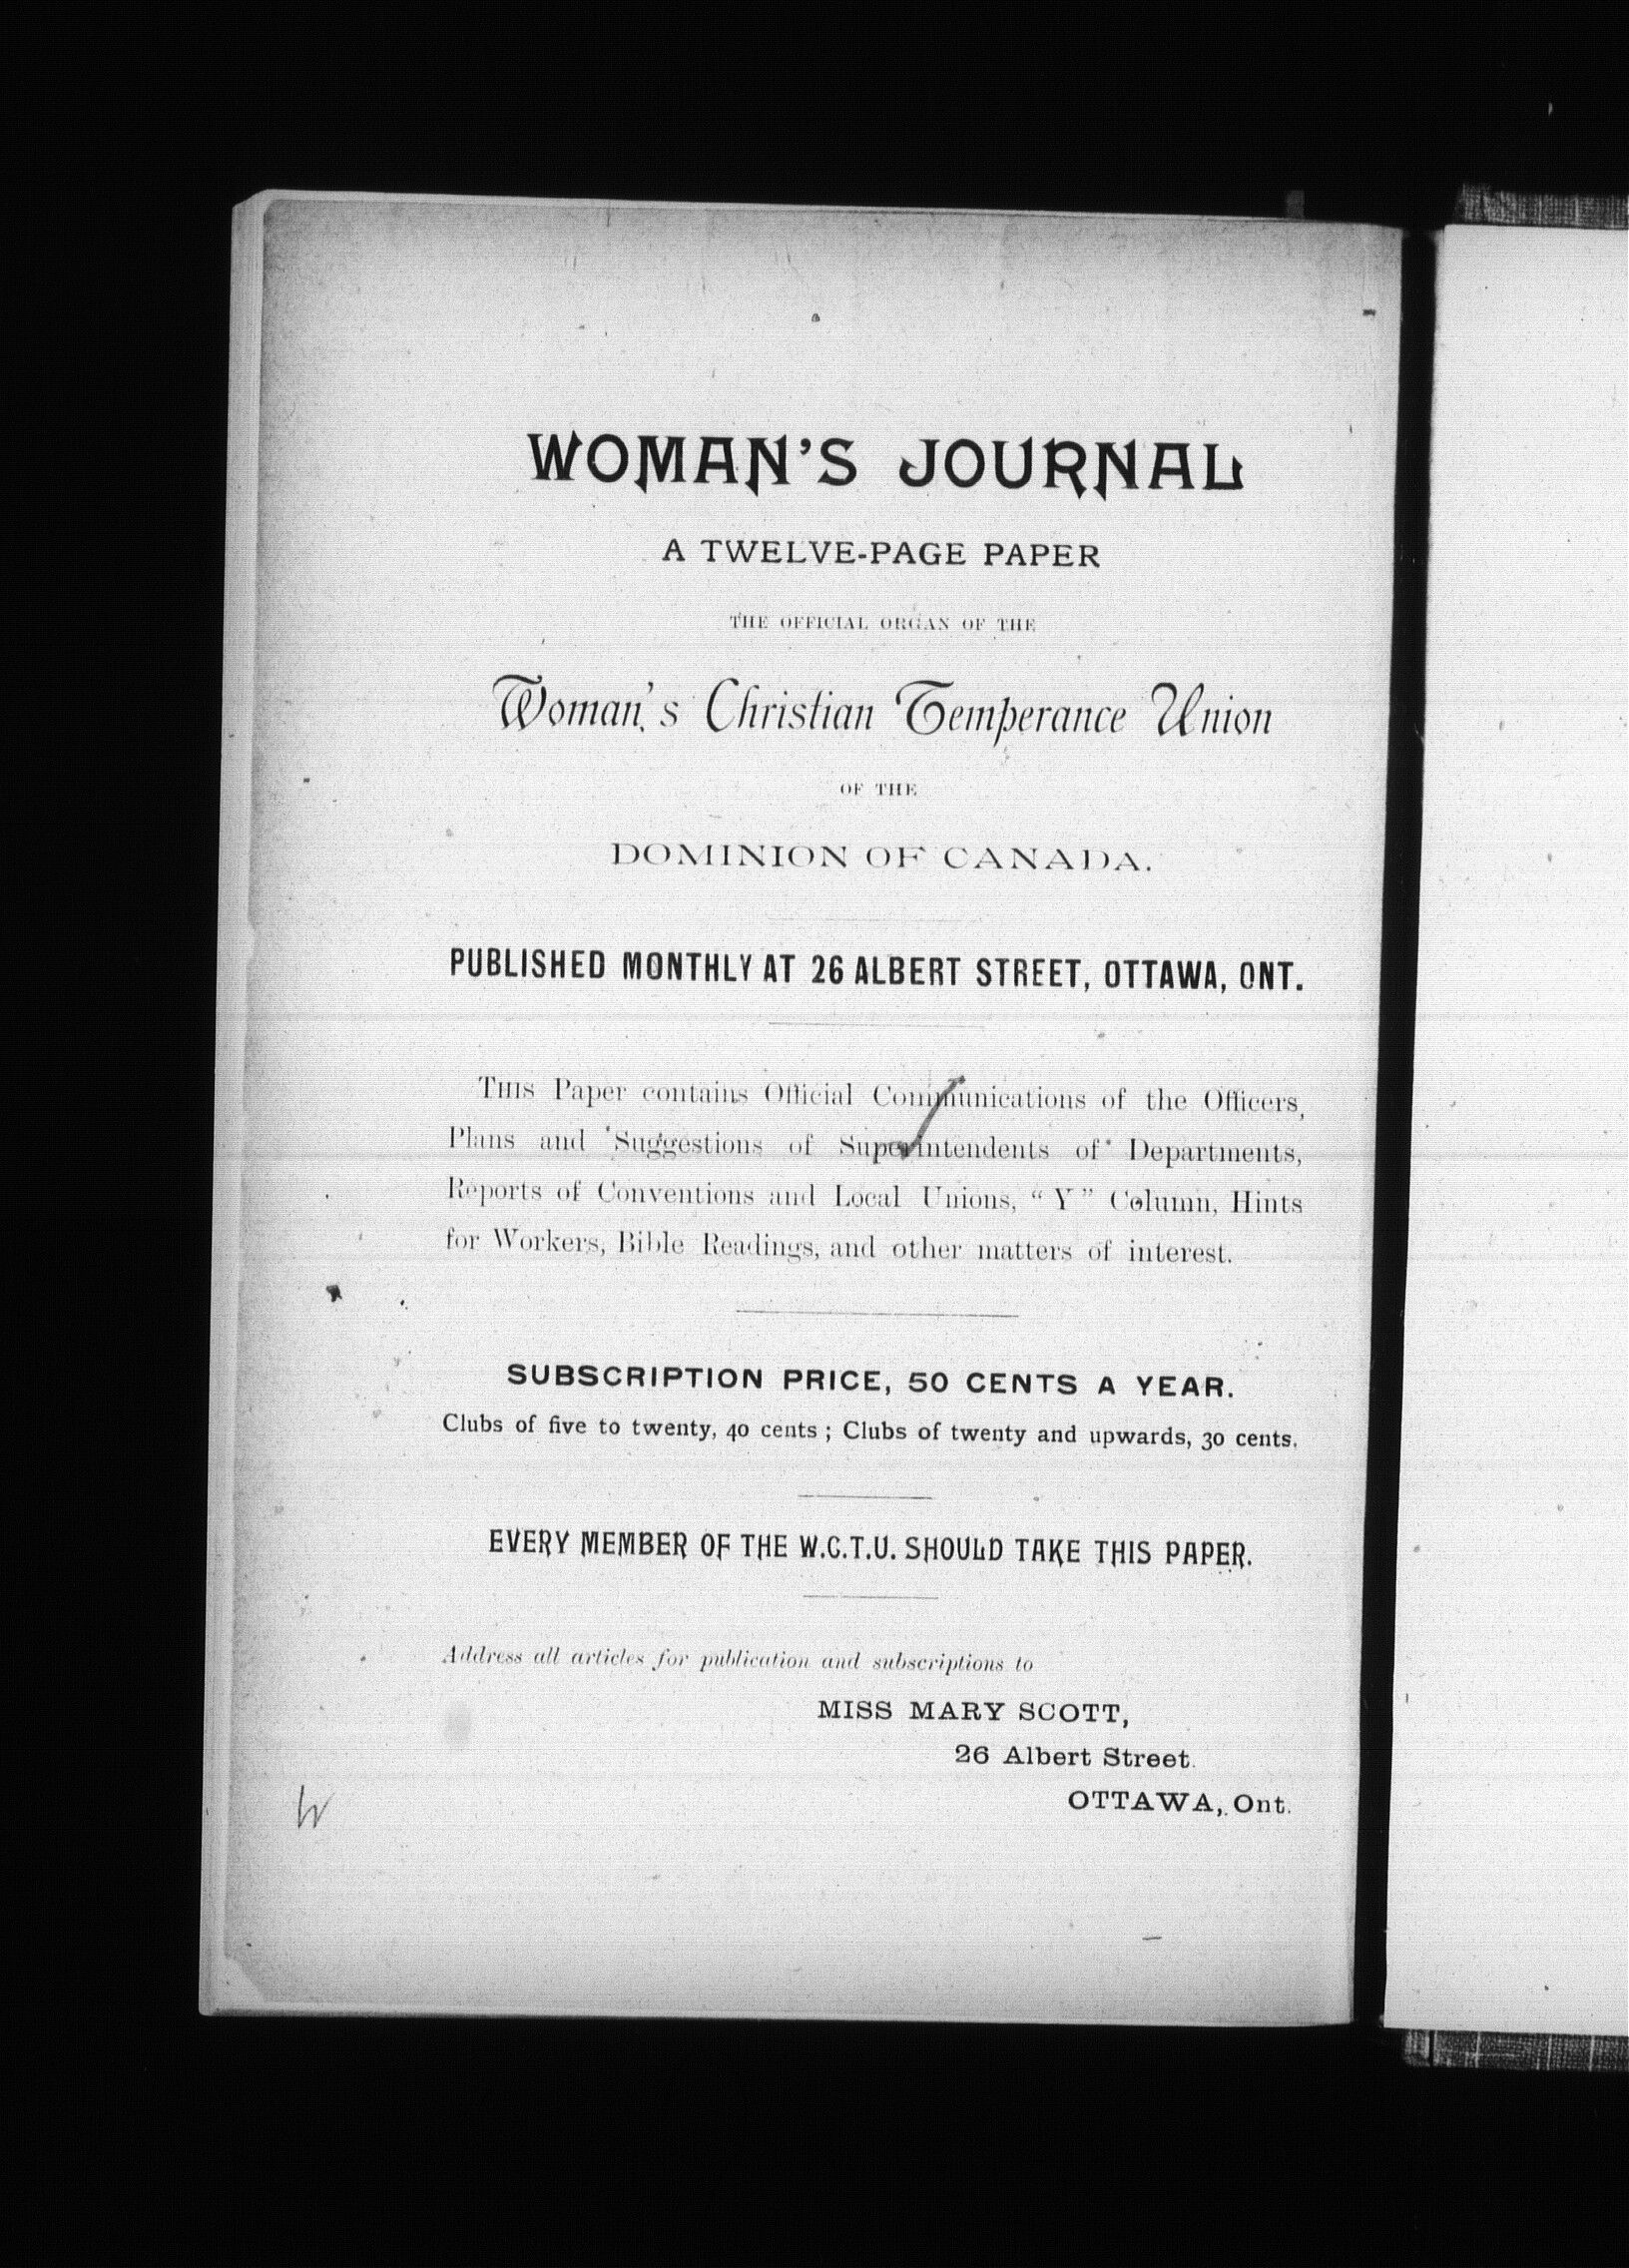 WOMAN'S JOURNAL
A TWELVE-PAGE PAPER
THE OFFICIAL ORGAN OF THE
Woman's Christian Temperance Union
OF THE
DOMINION OF CANADA.
PUBLISHED MONTHLY AT 26 ALBERT STREET, OTTAWA, ONT.
THIS Paper contains Official Communications of the Officers,
Plans and Suggestions of Superintendents of Departments,
Reports of Conventions and Local Unions, "Y" Column, Hints
for Workers, Bible Readings, and other matters of interest.
SUBSCRIPTION PRICE, 50 CENTS A YEAR.
Clubs of five to twenty, 40 cents; Clubs of twenty and upwards, 30 cents.
EVERY MEMBER OF THE W.C.T.U. SHOULD TAKE THIS PAPER.
Address all articles for publication and subscriptions to
MISS MARY SCOTT,
26 Albert Street.
OTTAWA, Ont.
W